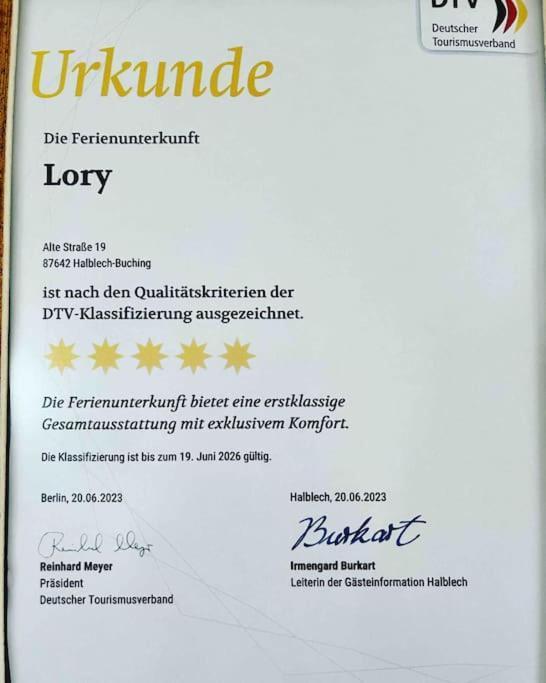 DTV
Deutscher
Tourismusverband
Urkunde
Die Ferienunterkunft
Lory
Alte Straße 19
87642 Halblech-Buching
ist nach den Qualitätskriterien der
DTV-Klassifizierung ausgezeichnet.
Die Ferienunterkunft bietet eine erstklassige
Gesamtausstattung mit exklusivem Komfort.
Die Klassifizierung ist bis zum 19. Juni 2026 gültig.
Berlin, 20.06.2023
Reinhard Meyer
Reinhard Meyer
Präsident
Deutscher Tourismusverband
Halblech, 20.06.2023
Burkart
Irmengard Burkart
Leiterin der Gästeinformation Halblech